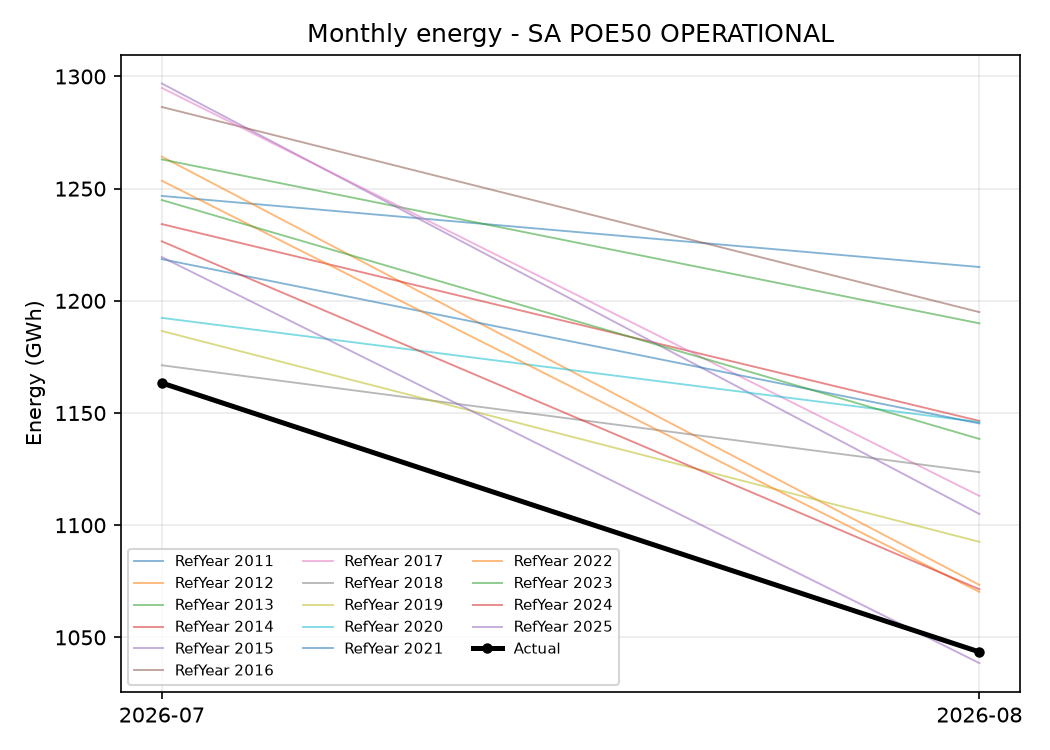 Monthly energy - SA POE50 OPERATIONAL
Energy (GWh)
1300
1250
1200
1150
1100
1050
2026-07
2026-08
RefYear 2011
RefYear 2012
RefYear 2013
RefYear 2014
RefYear 2015
RefYear 2016
RefYear 2017
RefYear 2018
RefYear 2019
RefYear 2020
RefYear 2021
RefYear 2022
RefYear 2023
RefYear 2024
RefYear 2025
Actual